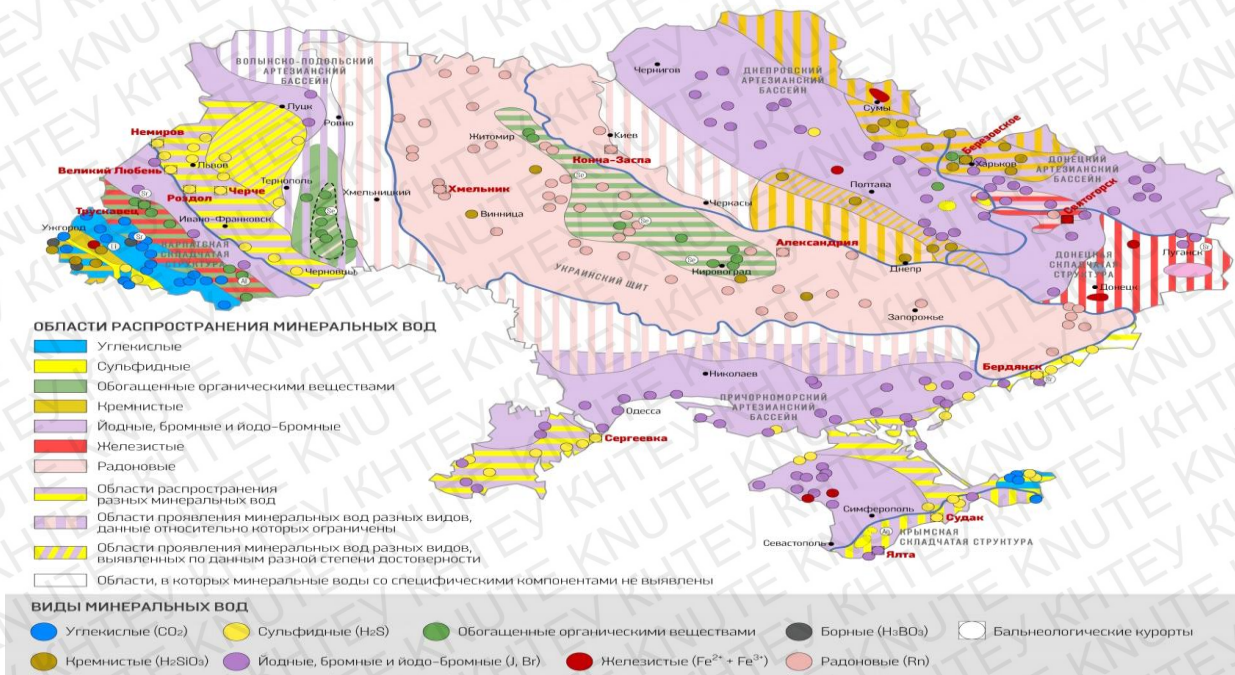 ВОЛЫНСКО-ПОДОЛЬСКИЙ
АРТЕЗИАНСКИЙ
БАССЕЙН
Чернигов
ДНЕПРОВСКИЙ
АРТЕЗИАНСКИЙ
БАССЕЙН
Луцк
Ровно
Сумы
Немиров
Житомир
Киев
Березовское
Харьков
Львов
Конча-Заспа
ДОНЕЦКИЙ
АРТЕЗИАНСКИЙ
БАССЕЙН
Великий Любень
Тернополь
Черче
Хмельницкий
Хмельник
Полтава
Роздол
Черкассы
Святогорск
Трускавец
Ивано-Франковск
Винница
Ужгород
КАРПАТСКАЯ
СКЛАДЧАТАЯ
СТРУКТУРА
Александрия
Луганск
ДОНЕЦКАЯ
СКЛАДЧАТАЯ
СТРУКТУРА
Черновцы
УКРАИНСКИЙ ЩИТ
Кировоград
Днепр
Донецк
Запорожье
Бердянск
Николаев
Одесса
ПРИЧОРНОМОРСКИЙ
АРТЕЗИАНСКИЙ
БАССЕЙН
Сергеевка
Симферополь
Судак
Севастополь
КРЫМСКАЯ
СКЛАДЧАТАЯ СТРУКТУРА
Ялта
ОБЛАСТИ РАСПРОСТРАНЕНИЯ МИНЕРАЛЬНЫХ ВОД
Углекислые
Сульфидные
Обогащенные органическими веществами
Кремнистые
Йодные, бромные и йодо-бромные
Железистые
Радоновые
Области распространения
разных минеральных вод
Области проявления минеральных вод разных видов,
данные относительно которых ограничены
Области проявления минеральных вод разных видов,
выявленных по данным разной степени достоверности
Области, в которых минеральные воды со специфическими компонентами не выявлены
ВИДЫ МИНЕРАЛЬНЫХ ВОД
Углекислые (CO₂)
Сульфидные (H₂S)
Обогащенные органическими веществами
Борные (H₃BO₃)
Бальнеологические курорты
Кремнистые (H₂SiO₃)
Йодные, бромные и йодо-бромные (J, Br)
Железистые (Fe²⁺ + Fe³⁺)
Радоновые (Rn)